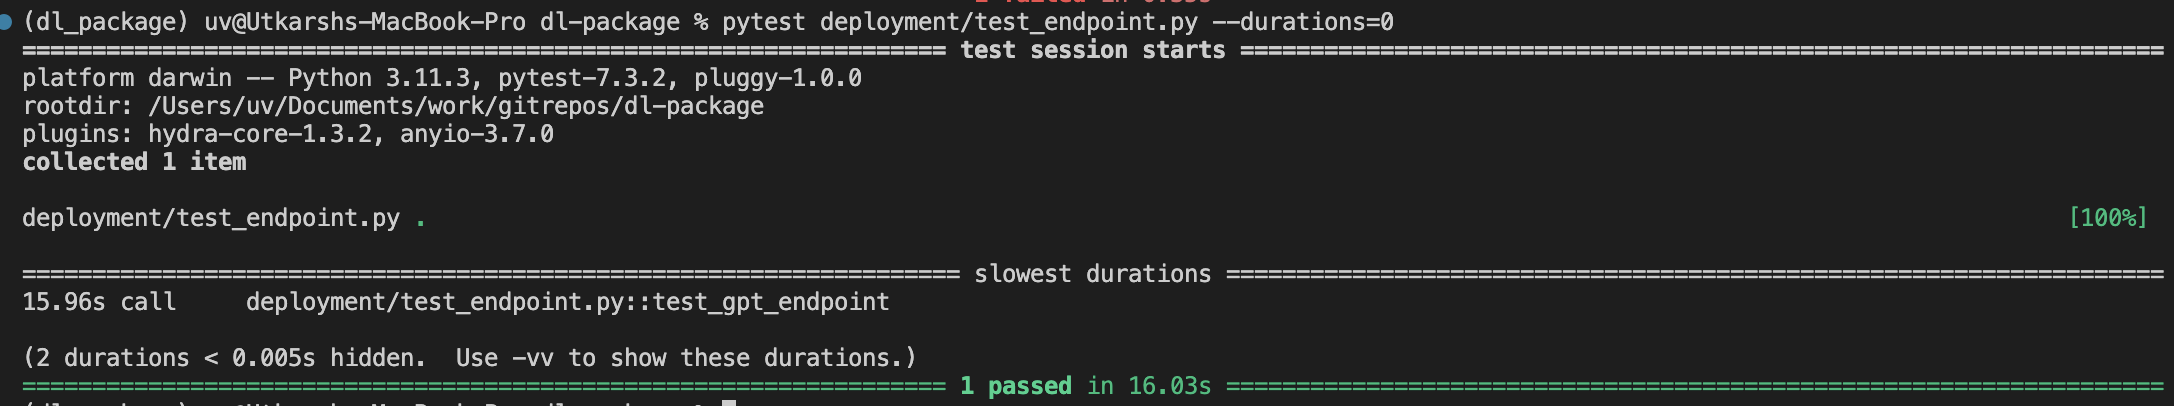 (dl_package) uv@Utkarshs-MacBook-Pro dl-package % pytest deployment/test_endpoint.py --durations=0
================================================================== test session starts ==================================================================
platform darwin -- Python 3.11.3, pytest-7.3.2, pluggy-1.0.0
rootdir: /Users/uv/Documents/work/gitrepos/dl-package
plugins: hydra-core-1.3.2, anyio-3.7.0
collected 1 item
deployment/test_endpoint.py . [100%]
=================================================================== slowest durations ===================================================================
15.96s call deployment/test_endpoint.py::test_gpt_endpoint
(2 durations < 0.005s hidden. Use -vv to show these durations.)
================================================================== 1 passed in 16.03s ===================================================================